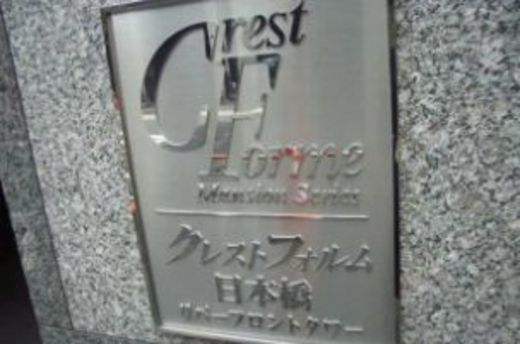 Crest
Forme
Mansion Series
クレストフォルム
日本橋
リバーフロントタワー